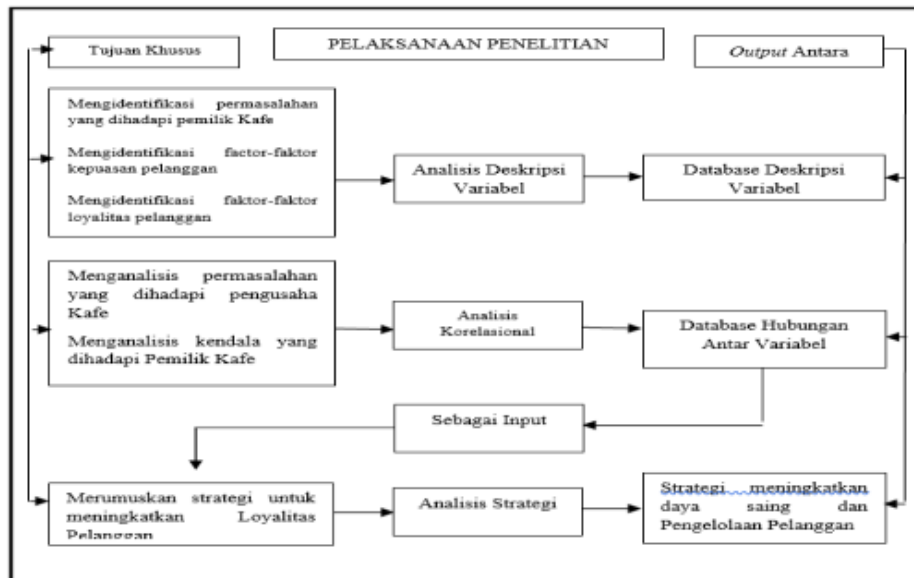 Tujuan Khusus
PELAKSANAAN PENELITIAN
Output Antara
Mengidentifikasi permasalahan
yang dihadapi pemilik Kafe
Mengidentifikasi factor-faktor
kepuasan pelanggan
Mengidentifikasi faktor-faktor
loyalitas pelanggan
Analisis Deskripsi
Variabel
Database Deskripsi
Variabel
Menganalisis permasalahan
yang dihadapi pengusaha
Kafe
Menganalisis kendala yang
dihadapi Pemilik Kafe
Analisis
Korelasional
Database Hubungan
Antar Variabel
Sebagai Input
Merumuskan strategi untuk
meningkatkan Loyalitas
Pelanggan
Analisis Strategi
Strategi meningkatkan
daya saing dan
Pengelolaan Pelanggan